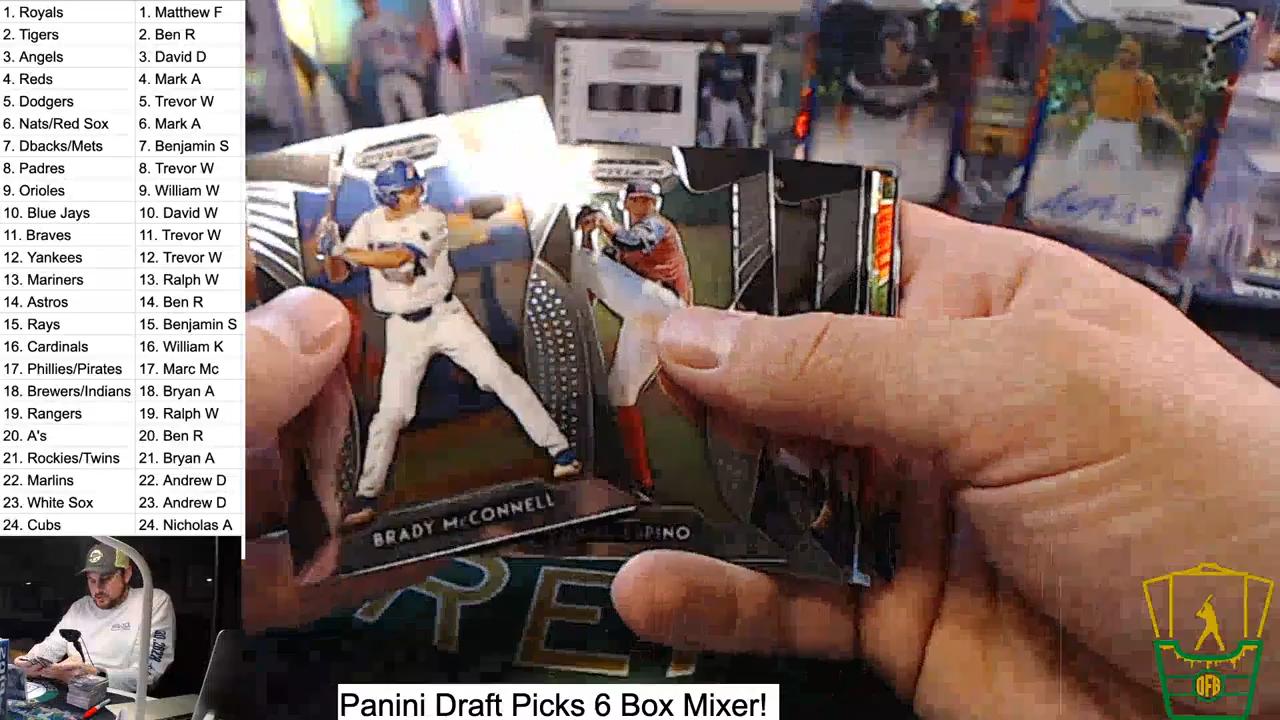 1. Royals 1. Matthew F
2. Tigers 2. Ben R
3. Angels 3. David D
4. Reds 4. Mark A
5. Dodgers 5. Trevor W
6. Nats/Red Sox 6. Mark A
7. Dbacks/Mets 7. Benjamin S
8. Padres 8. Trevor W
9. Orioles 9. William W
10. Blue Jays 10. David W
11. Braves 11. Trevor W
12. Yankees 12. Trevor W
13. Mariners 13. Ralph W
14. Astros 14. Ben R
15. Rays 15. Benjamin S
16. Cardinals 16. William K
17. Phillies/Pirates 17. Marc Mc
18. Brewers/Indians 18. Bryan A
19. Rangers 19. Ralph W
20. A's 20. Ben R
21. Rockies/Twins 21. Bryan A
22. Marlins 22. Andrew D
23. White Sox 23. Andrew D
24. Cubs 24. Nicholas A
BRADY McCONNELL
OFB
Panini Draft Picks 6 Box Mixer!